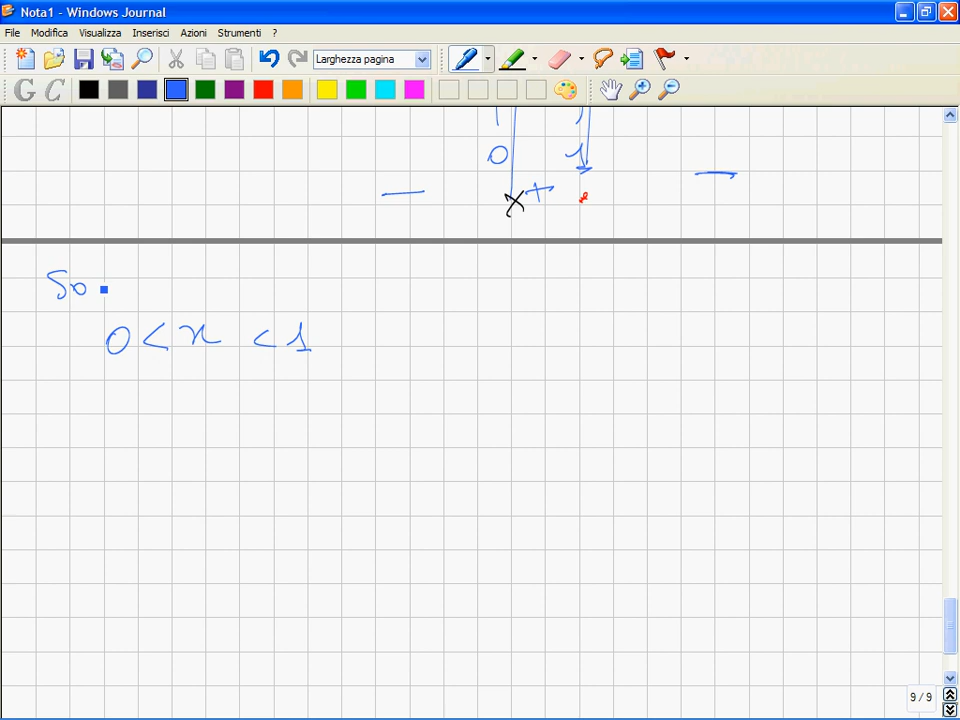 Nota1 - Windows Journal
File Modifica Visualizza Inserisci Azioni Strumenti ?
Larghezza pagina
G C
0 1
— x + — 
So
0 < x < 1
9 / 9